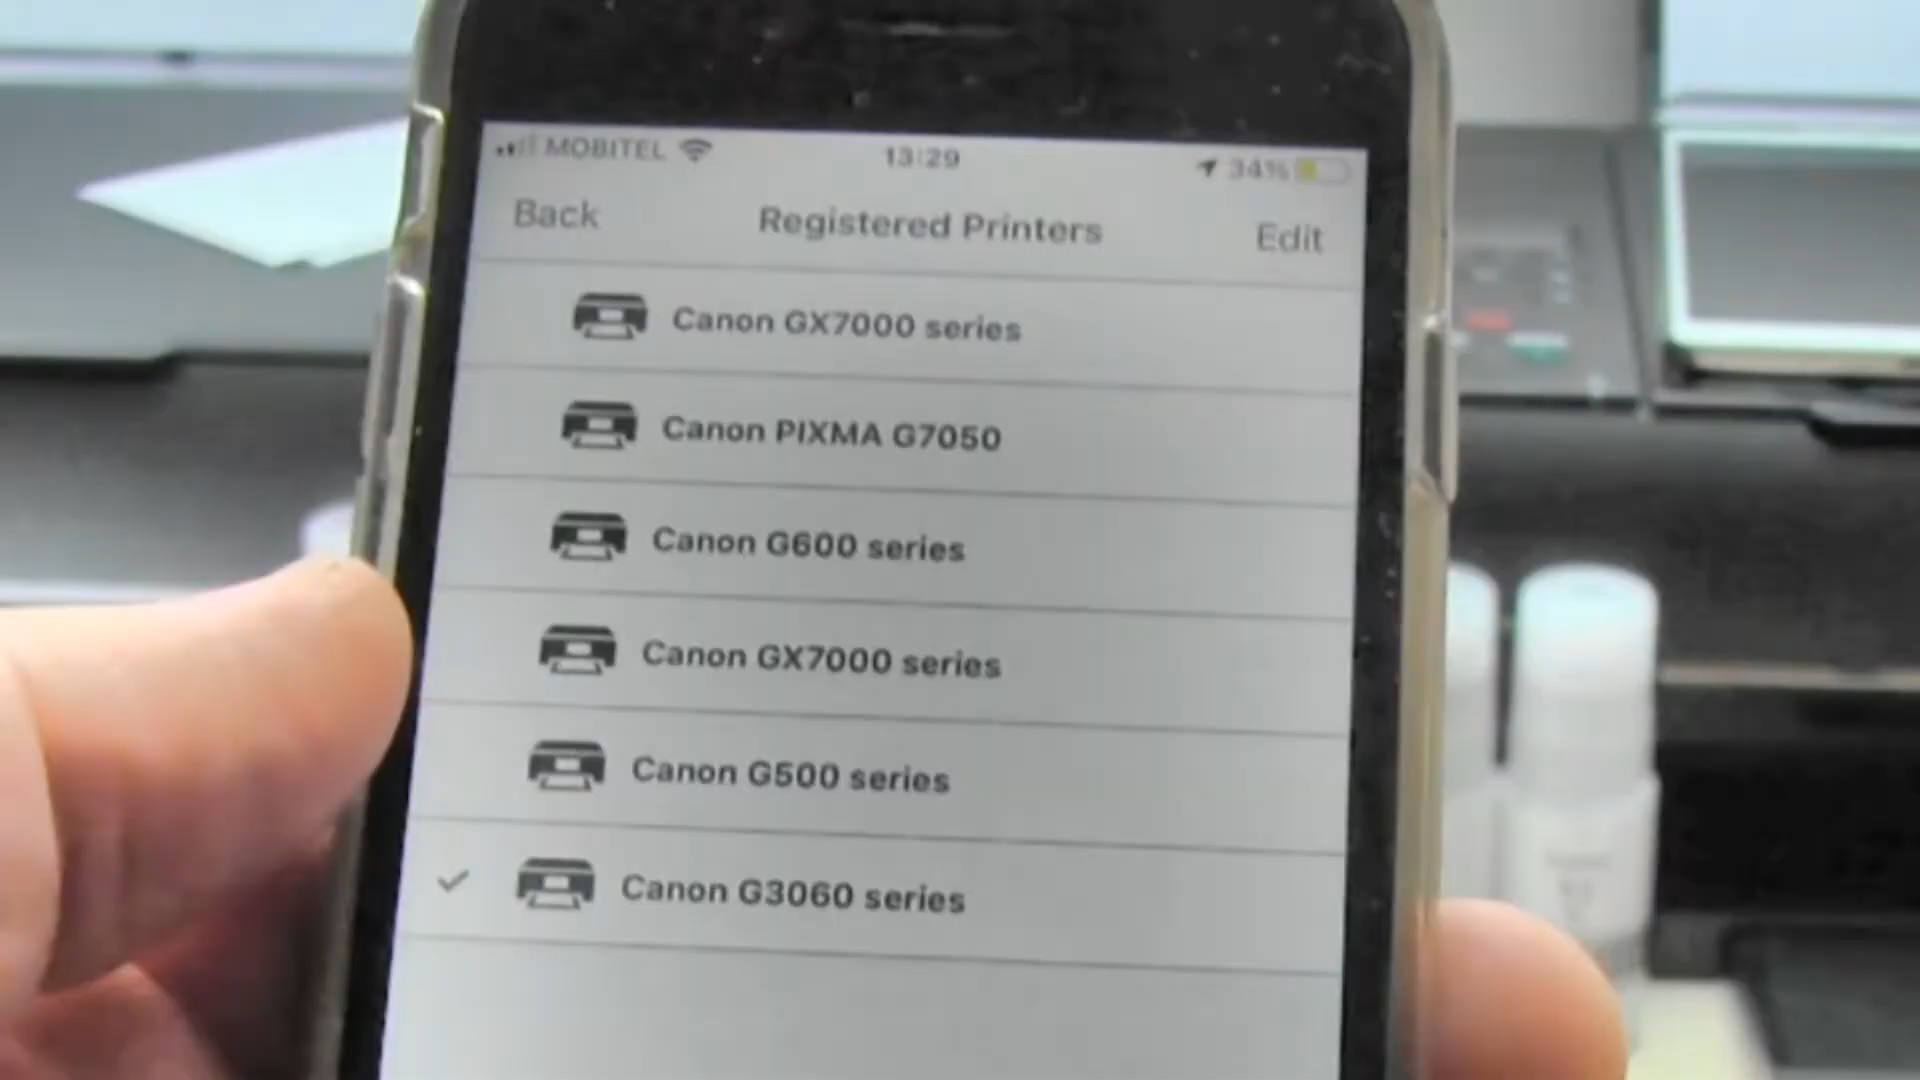 MOBITEL 13:29 34%
Back Registered Printers Edit
Canon GX7000 series
Canon PIXMA G7050
Canon G600 series
Canon GX7000 series
Canon G500 series
Canon G3060 series